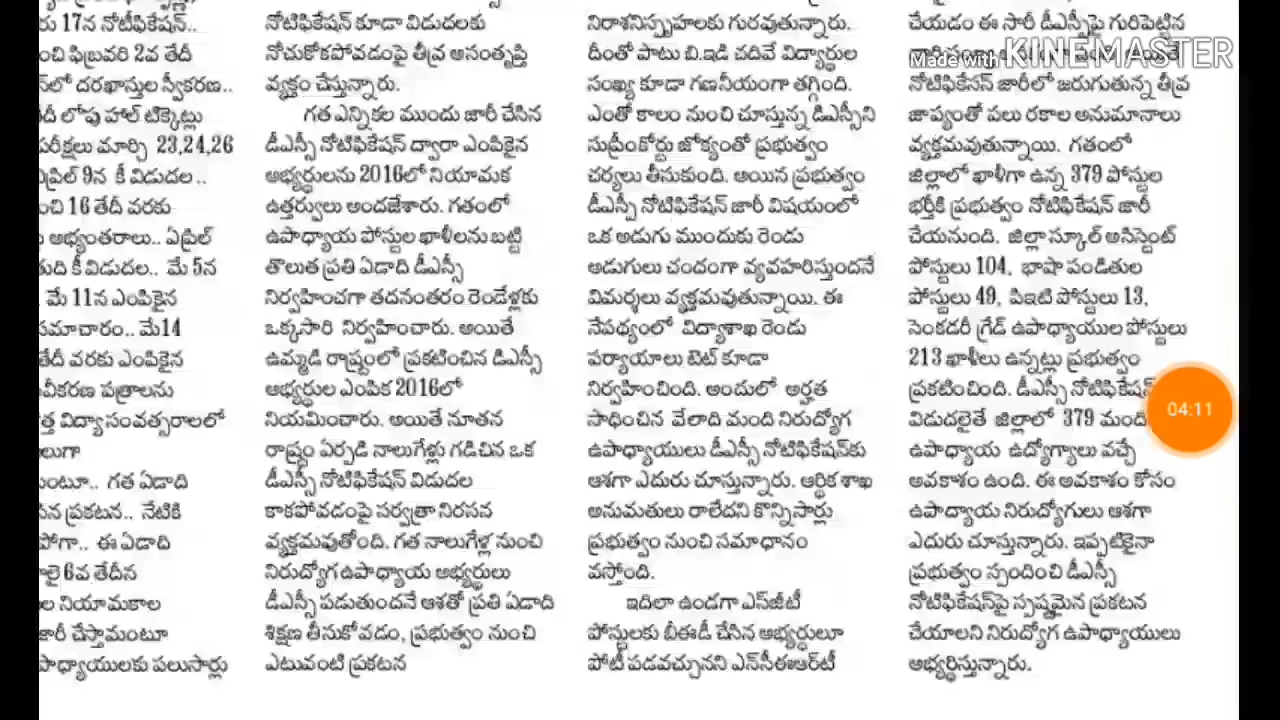 రు 17న నోటీఫికేషన్..
ంచి ఫిబ్రవరి 2వ తేదీ
న్‌లో దరఖాస్తుల స్వీకరణ..
దీ లోపు హాల్ టిక్కెట్లు
పరీక్షలు మార్చి 23,24,26
ఏప్రిల్ 9న కీ విడుదల..
ంచి 16 తేదీ వరకు
అభ్యంతరాలు.. ఏప్రిల్
తుది కీ విడుదల.. మే 5న
. మే 11న ఎంపికైన
సమాచారం.. మే14
తేదీ వరకు ఎంపికైన
వీకరణ పత్రాలను
త్త విద్యాసంవత్సరాలలో
లుగా
ంటూ.. గత ఏడాది
న ప్రకటన.. నేటికి
పోగా.. ఈ ఏడాది
లై 6వ తేదీన
ల నియామకాల
జారీ చేస్తామంటూ
పాధ్యాయులకు పలుసార్లు
నోటిఫికేషన్ కూడా విడుదలకు
నోచుకోకపోవడంపై తీవ్ర అసంతృప్తి
వ్యక్తం చేస్తున్నారు.
గత ఎన్నికల ముందు జారీ చేసిన
డీఎస్సీ నోటిఫికేషన్ ద్వారా ఎంపికైన
అభ్యర్థులను 2016లో నియామక
ఉత్తర్వులు అందజేశారు. గతంలో
ఉపాధ్యాయ పోస్టుల ఖాళీలను బట్టి
తొలుత ప్రతి ఏడాది డీఎస్సీ
నిర్వహించగా తదనంతరం రెండేళ్లకు
ఒక్కసారి నిర్వహించారు. అయితే
ఉమ్మడి రాష్ట్రంలో ప్రకటించిన డిఎస్సీ
అభ్యర్థుల ఎంపిక 2016లో
నియమించారు. అయితే నూతన
రాష్ట్రం ఏర్పడి నాలుగేళ్లు గడిచిన ఒక
డీఎస్సీ నోటిఫికేషన్ విడుదల
కాకపోవడంపై సర్వత్రా నిరసన
వ్యక్తమవుతోంది. గత నాలుగేళ్ల నుంచి
నిరుద్యోగ ఉపాధ్యాయ అభ్యర్థులు
డీఎస్సీ పడుతుందనే ఆశతో ప్రతి ఏడాది
శిక్షణ తీసుకోవడం, ప్రభుత్వం నుంచి
ఎటువంటి ప్రకటన
నిరాశనిస్పృహలకు గురవుతున్నారు.
దీంతో పాటు బి.ఇడి చదివే విద్యార్థుల
సంఖ్య కూడా గణనీయంగా తగ్గింది.
ఎంతో కాలం నుంచి చూస్తున్న డీఎస్సీని
సుప్రీంకోర్టు జోక్యంతో ప్రభుత్వం
చర్యలు తీసుకుంది. అయిన ప్రభుత్వం
డీఎస్సీ నోటిఫికేషన్ జారీ విషయంలో
ఒక అడుగు ముందుకు రెండు
అడుగులు చందంగా వ్యవహరిస్తుందనే
విమర్శలు వ్యక్తమవుతున్నాయి. ఈ
నేపథ్యంలో విద్యాశాఖ రెండు
పర్యాయాలు టెట్ కూడా
నిర్వహించింది. అందులో అర్హత
సాధించిన వేలాది మంది నిరుద్యోగ
ఉపాధ్యాయులు డీఎస్సీ నోటిఫికేషన్‌కు
ఆశగా ఎదురు చూస్తున్నారు. ఆర్థిక శాఖ
అనుమతులు రాలేదని కొన్నిసార్లు
ప్రభుత్వం నుంచి సమాధానం
వస్తోంది.
ఇదిలా ఉండగా ఎస్‌జీటీ
పోస్టులకు బీఈడీ చేసిన అభ్యర్థులూ
పోటీ పడవచ్చునని ఎన్‌సీఈఆర్‌టీ
చేయడం ఈ సారీ డీఎస్సీపై గురిపెట్టిన
Made with KINEMASTER
నోటిఫికేసన్ జారీలో జరుగుతున్న తీవ్ర
జాప్యంతో పలు రకాల అనుమానాలు
వ్యక్తమవుతున్నాయి. గతంలో
జిల్లాలో ఖాళీగా ఉన్న 379 పోస్టుల
భర్తీకి ప్రభుత్వం నోటిఫికేషన్ జారీ
చేయనుంది. జిల్లా స్కూల్ అసిస్టెంట్
పోస్టులు 104, భాషా పండితుల
పోస్టులు 49, పిఇటి పోస్టులు 13,
సెంకడరీ గ్రేడ్ ఉపాధ్యాయుల పోస్టులు
213 ఖాళీలు ఉన్నట్లు ప్రభుత్వం
ప్రకటించింది. డీఎస్సీ నోటిఫికేషన్
విడుదలైతే జిల్లాలో 379 మంది
ఉపాధ్యాయ ఉద్యోగ్యాలు వచ్చే
అవకాశం ఉంది. ఈ అవకాశం కోసం
ఉపాద్యాయ నిరుద్యోగులు ఆశగా
ఎదురు చూస్తున్నారు. ఇప్పటికైనా
ప్రభుత్వం స్పందించి డీఎస్సీ
నోటిఫికేషన్‌పై స్పష్టమైన ప్రకటన
చేయాలని నిరుద్యోగ ఉపాధ్యాయులు
అభ్యర్థిస్తున్నారు.
04:11